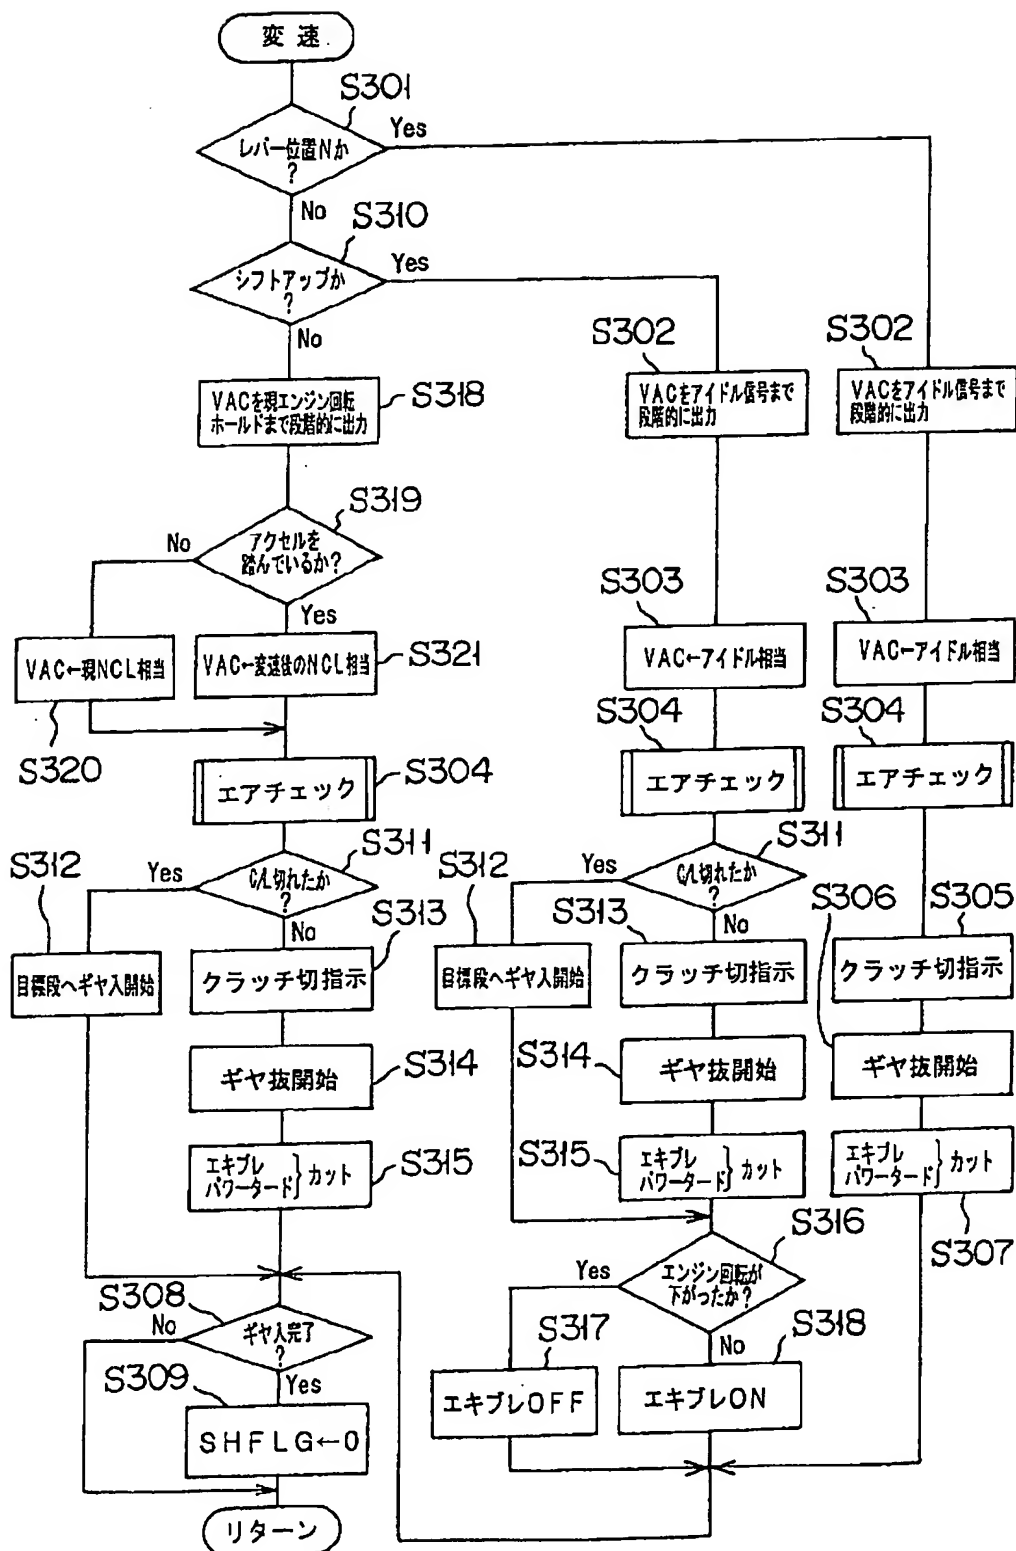 変速
S301
レバー位置Nか
?
Yes
No
S310
シフトアップか
?
Yes
No
S302
S302
VACを現エンジン回転
ホールドまで段階的に出力
S318
VACをアイドル信号まで
段階的に出力
VACをアイドル信号まで
段階的に出力
S319
アクセルを
踏んでいるか?
No
Yes
S303
S303
VAC←現NCL相当
VAC←変速後のNCL相当
S321
VAC←アイドル相当
VAC←アイドル相当
S320
S304
S304
S304
エアチェック
エアチェック
エアチェック
S312
Yes
C/L切れたか
?
S311
No
S313
S312
Yes
C/L切れたか
?
S311
No
S313
S306
S305
目標段へギヤ入開始
クラッチ切指示
目標段へギヤ入開始
クラッチ切指示
クラッチ切指示
ギヤ抜開始
S314
S314
ギヤ抜開始
ギヤ抜開始
エキブレ
パワータード}カット
S315
S315
エキブレ
パワータード}カット
エキブレ
パワータード}カット
S307
S316
Yes
エンジン回転が
下がったか?
No
S308
No
ギヤ入完了
?
Yes
S317
S318
エキブレOFF
エキブレON
S309
SHFLG←0
リターン